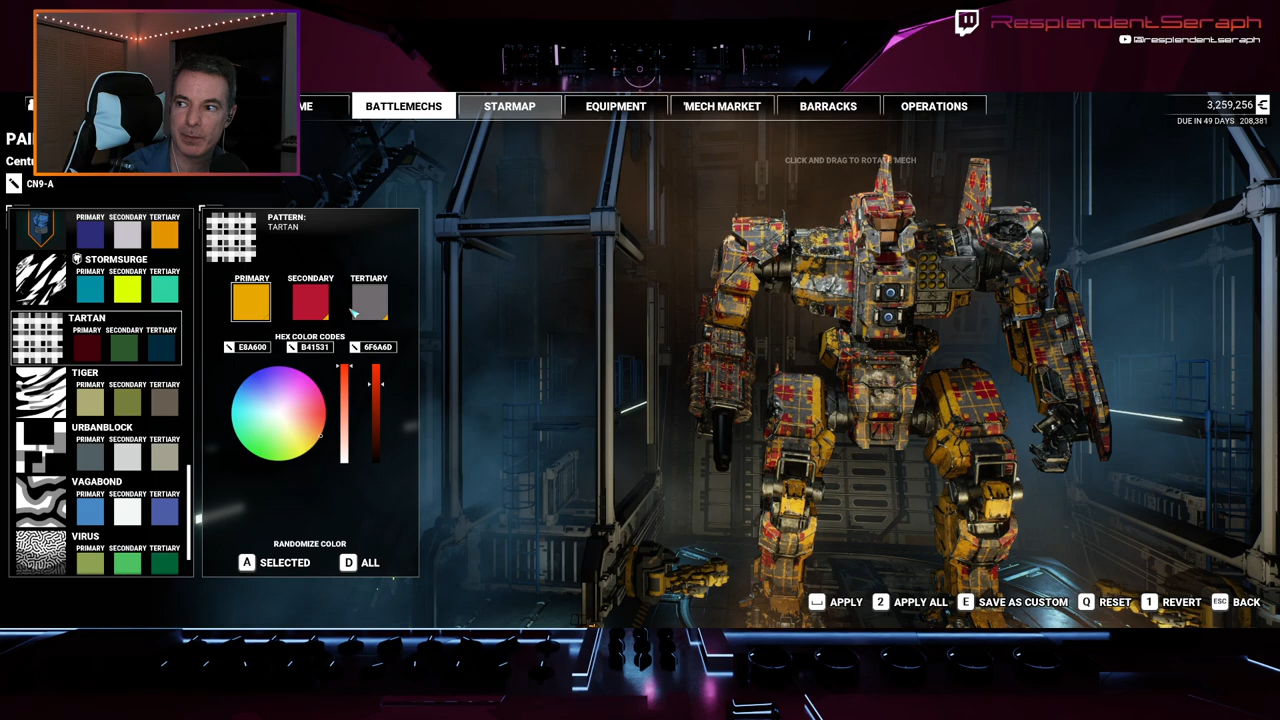 ResplendentSeraph
@resplendentseraph
BATTLEMECHS
STARMAP
EQUIPMENT
'MECH MARKET
BARRACKS
OPERATIONS
3,259,256
DUE IN 49 DAYS 208,381
CLICK AND DRAG TO ROTATE 'MECH
CN9-A
PRIMARY SECONDARY TERTIARY
STORMSURGE
PRIMARY SECONDARY TERTIARY
TARTAN
PRIMARY SECONDARY TERTIARY
TIGER
PRIMARY SECONDARY TERTIARY
URBANBLOCK
PRIMARY SECONDARY TERTIARY
VAGABOND
PRIMARY SECONDARY TERTIARY
VIRUS
PRIMARY SECONDARY TERTIARY
PATTERN:
TARTAN
PRIMARY SECONDARY TERTIARY
HEX COLOR CODES
E8A600 B41531 6F6A6D
RANDOMIZE COLOR
A SELECTED D ALL
APPLY 2 APPLY ALL E SAVE AS CUSTOM Q RESET 1 REVERT ESC BACK